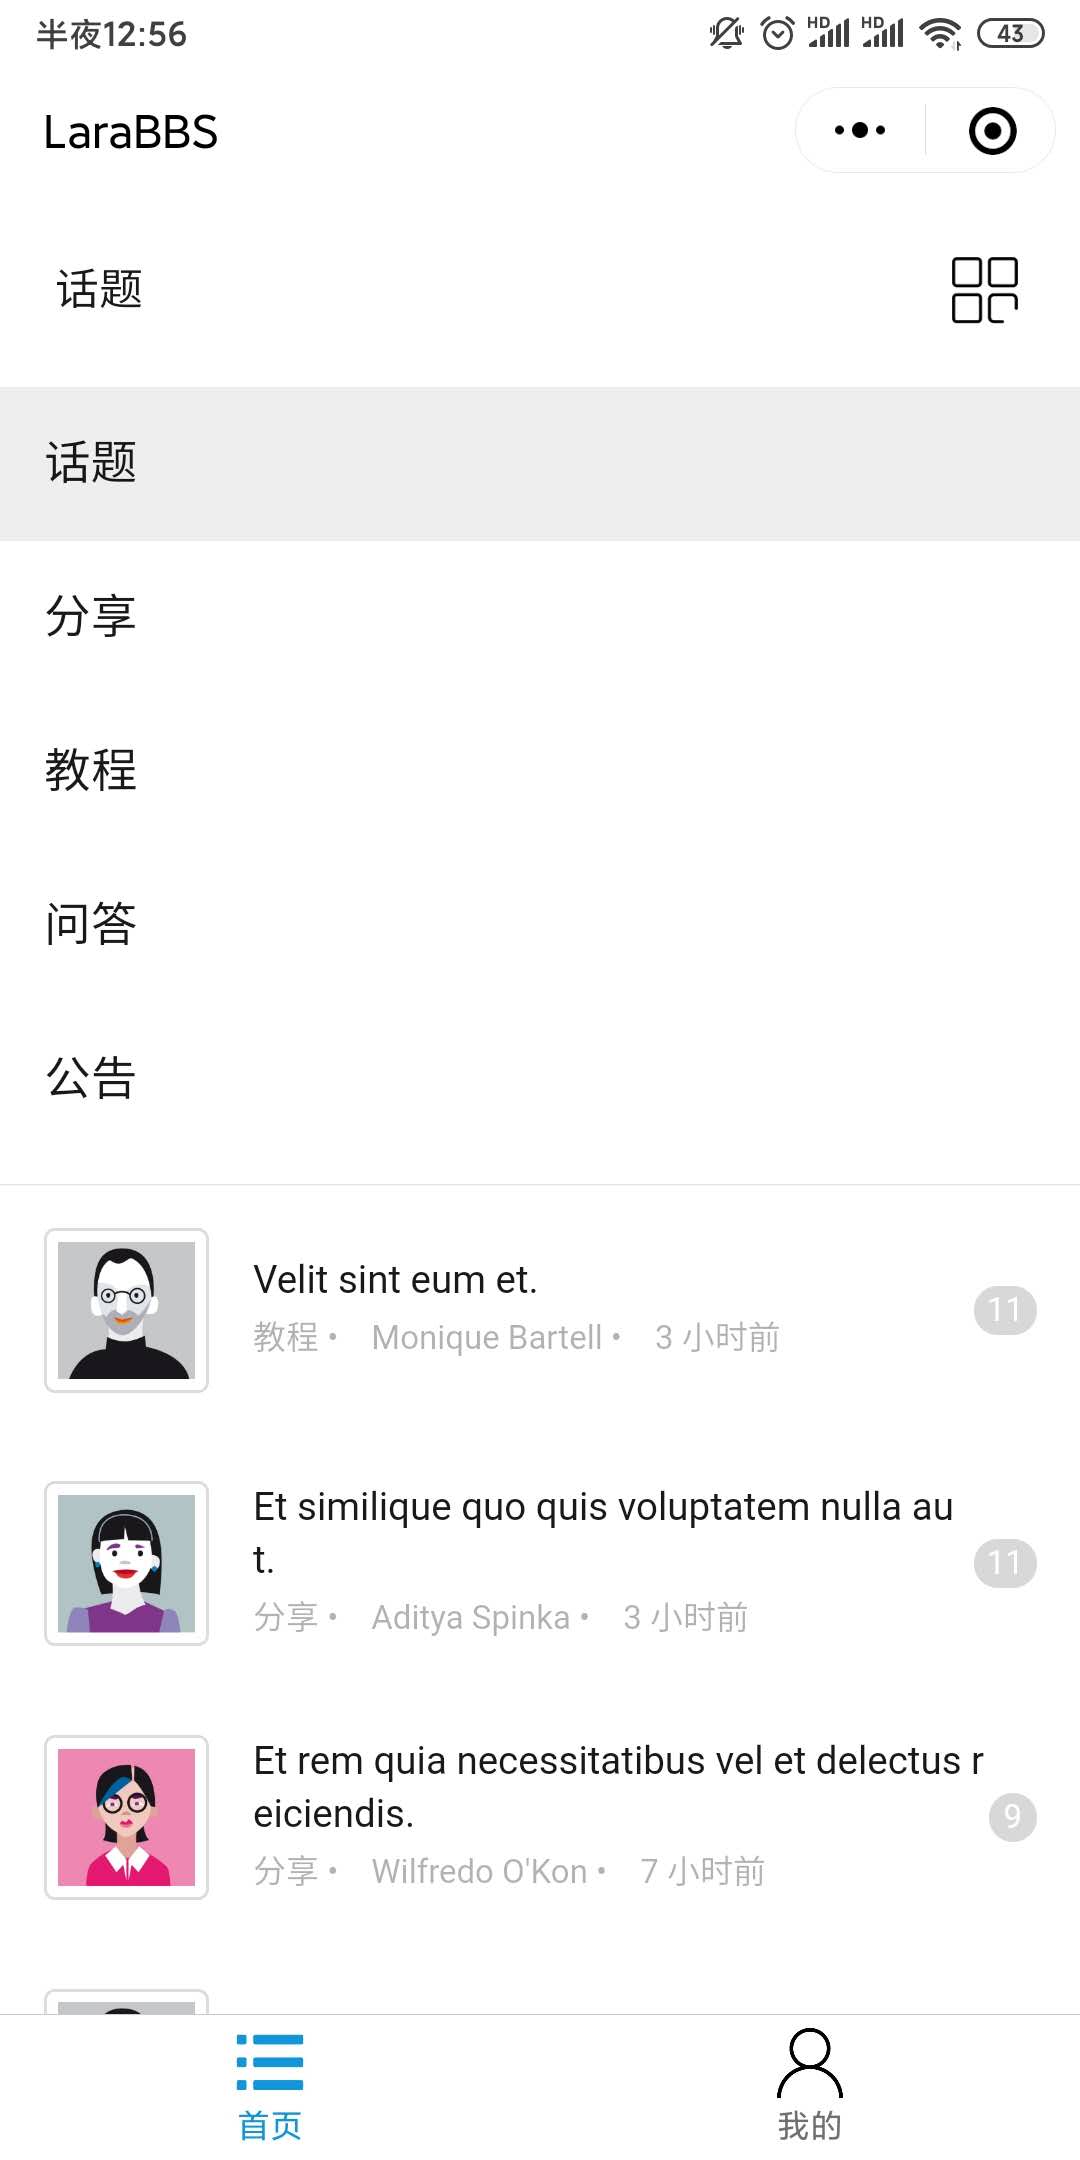 半夜12:56
HD HD 43
LaraBBS
话题
话题
分享
教程
问答
公告
Velit sint eum et.
11
教程 • Monique Bartell • 3 小时前
Et similique quo quis voluptatem nulla au
t.
11
分享 • Aditya Spinka • 3 小时前
Et rem quia necessitatibus vel et delectus r
eiciendis.
9
分享 • Wilfredo O'Kon • 7 小时前
首页 我的